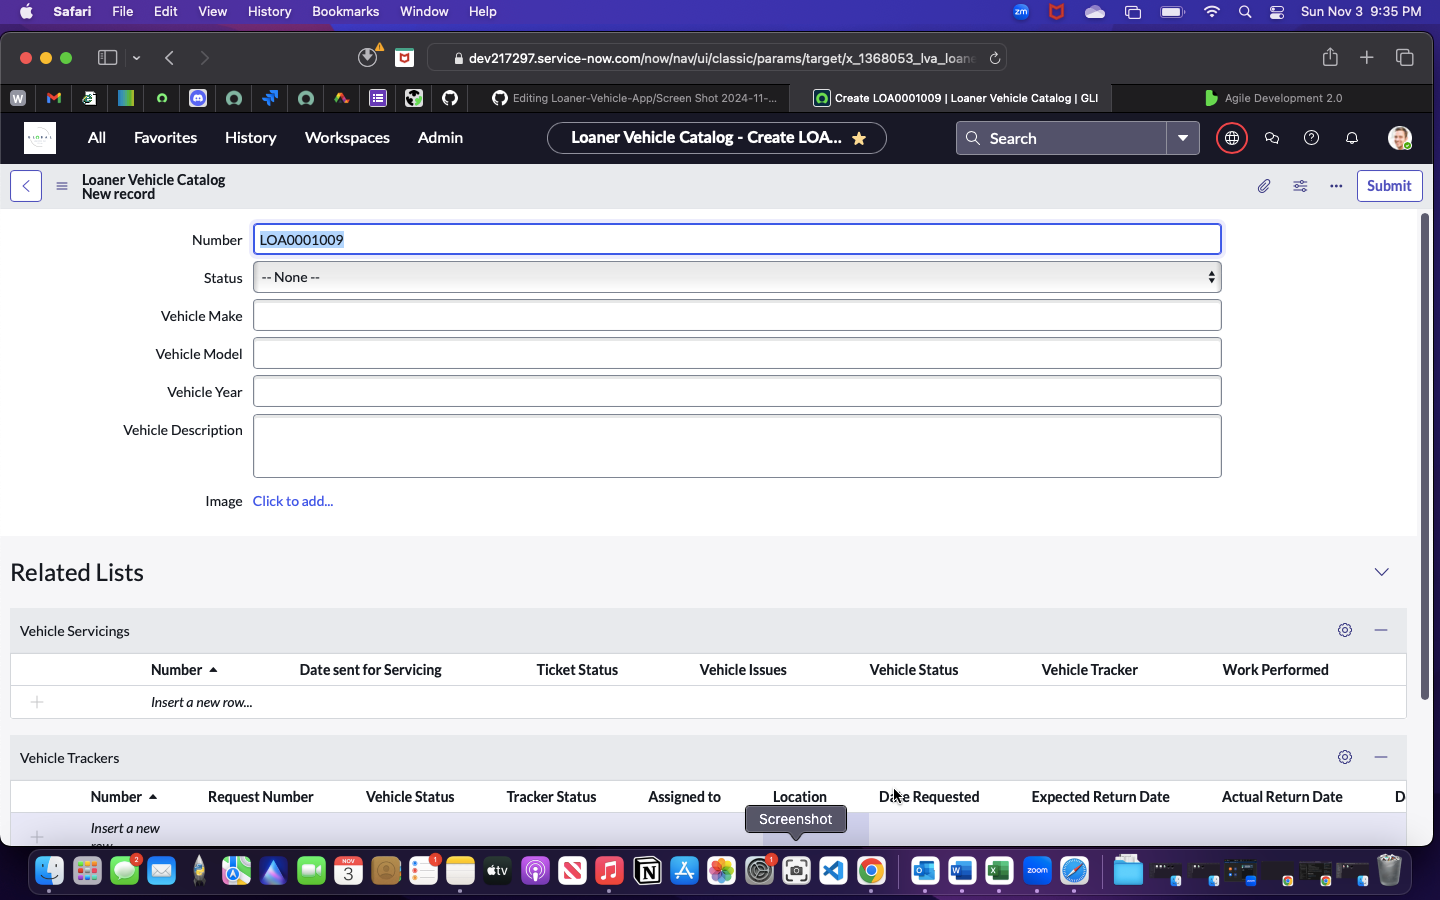 Safari File Edit View History Bookmarks Window Help zm Sun Nov 3 9:35 PM
dev217297.service-now.com/now/nav/ui/classic/params/target/x_1368053_lva_loane
W Editing Loaner-Vehicle-App/Screen Shot 2024-11-... Create LOA0001009 | Loaner Vehicle Catalog | GLI Agile Development 2.0
All Favorites History Workspaces Admin Loaner Vehicle Catalog - Create LOA... Search
Loaner Vehicle Catalog
New record
Submit
Number LOA0001009
Status -- None --
Vehicle Make
Vehicle Model
Vehicle Year
Vehicle Description
Image Click to add...
Related Lists
Vehicle Servicings
Number Date sent for Servicing Ticket Status Vehicle Issues Vehicle Status Vehicle Tracker Work Performed
Insert a new row...
Vehicle Trackers
Number Request Number Vehicle Status Tracker Status Assigned to Location Date Requested Expected Return Date Actual Return Date D
Insert a new
row...
Screenshot
2 NOV 3 1 tv 1 zoom